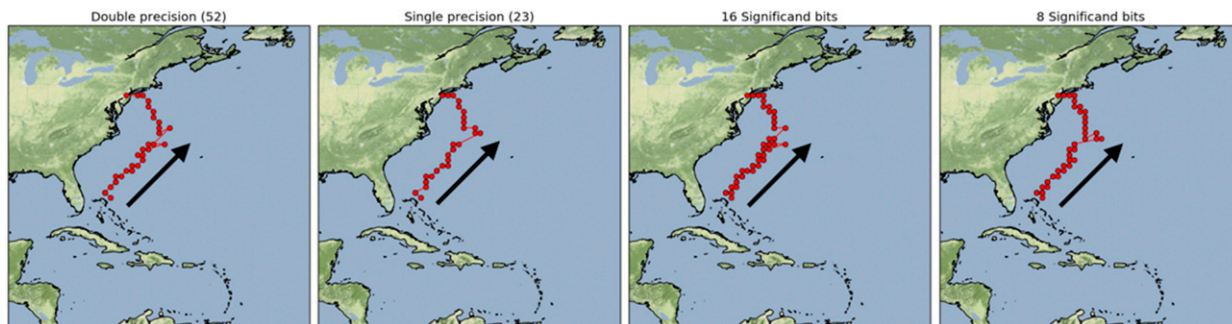 Double precision (52)
Single precision (23)
16 Significand bits
8 Significand bits